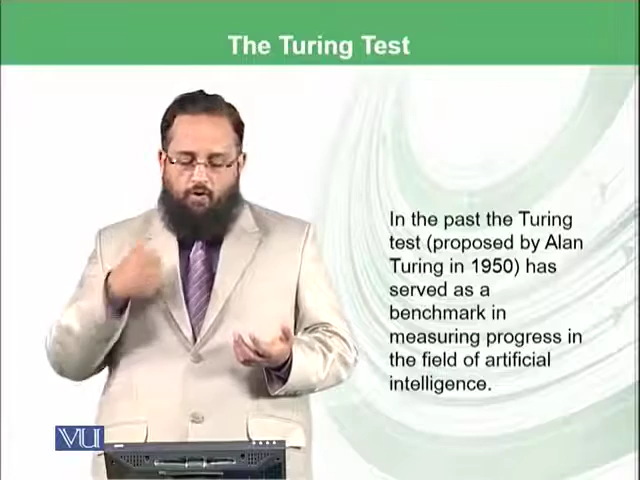 The Turing Test
In the past the Turing
test (proposed by Alan
Turing in 1950) has
served as a
benchmark in
measuring progress in
the field of artificial
intelligence.
VU